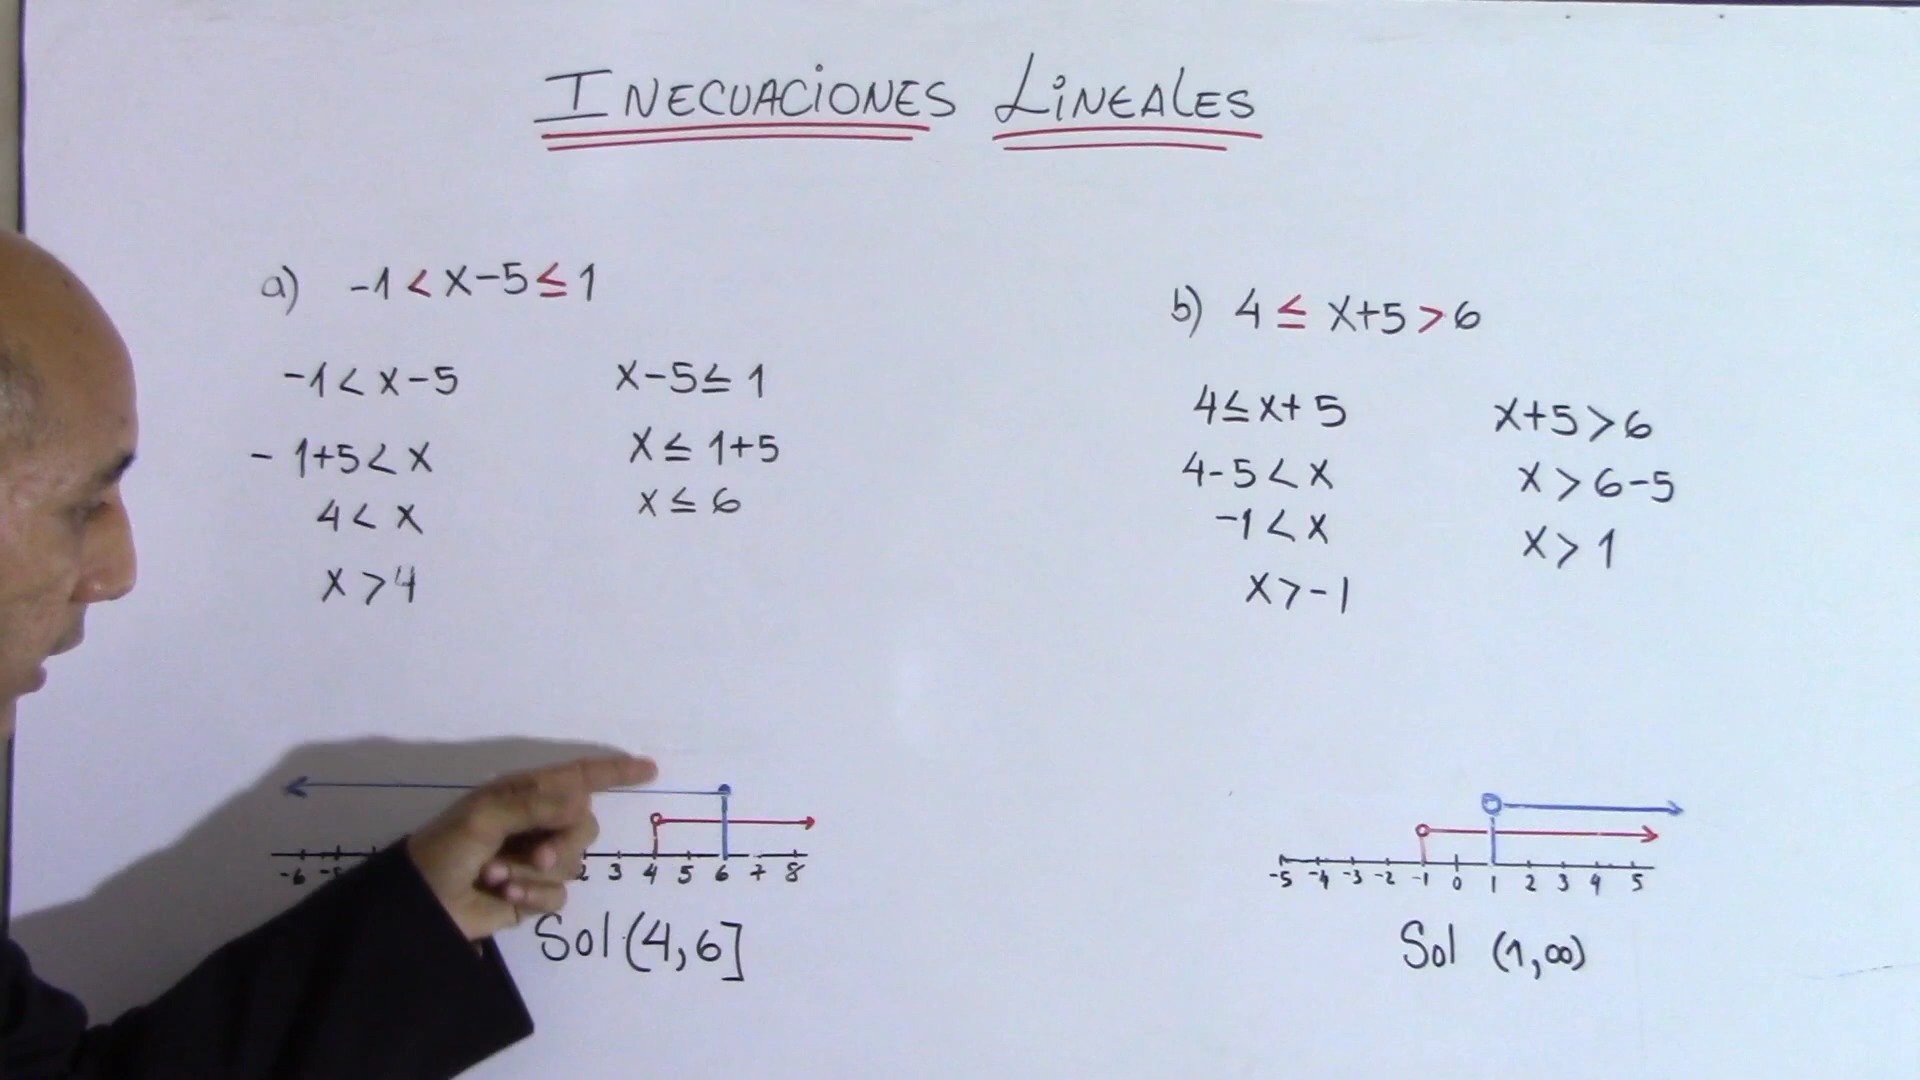 INECUACIONES LINEALES
a) -1 < x-5 ≤ 1
-1 < x-5
-1+5 < x
4 < x
x > 4
x-5 ≤ 1
x ≤ 1+5
x ≤ 6
-6 -5 2 3 4 5 6 7 8
Sol (4,6]
b) 4 ≤ x+5 > 6
4 ≤ x+5
4-5 < x
-1 < x
x > -1
x+5 > 6
x > 6-5
x > 1
-5 -4 -3 -2 -1 0 1 2 3 4 5
Sol (1,∞)